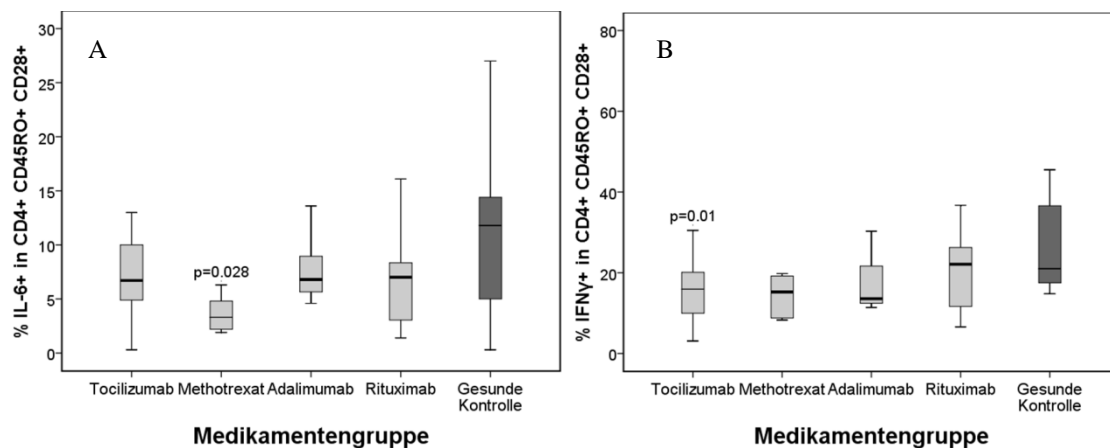 A
% IL-6+ in CD4+ CD45RO+ CD28+
30
25
20
15
10
5
0
p=0.028
Tocilizumab Methotrexat Adalimumab Rituximab Gesunde
Kontrolle
Medikamentengruppe
B
% IFNγ+ in CD4+ CD45RO+ CD28+
80
60
40
20
0
p=0.01
Tocilizumab Methotrexat Adalimumab Rituximab Gesunde
Kontrolle
Medikamentengruppe